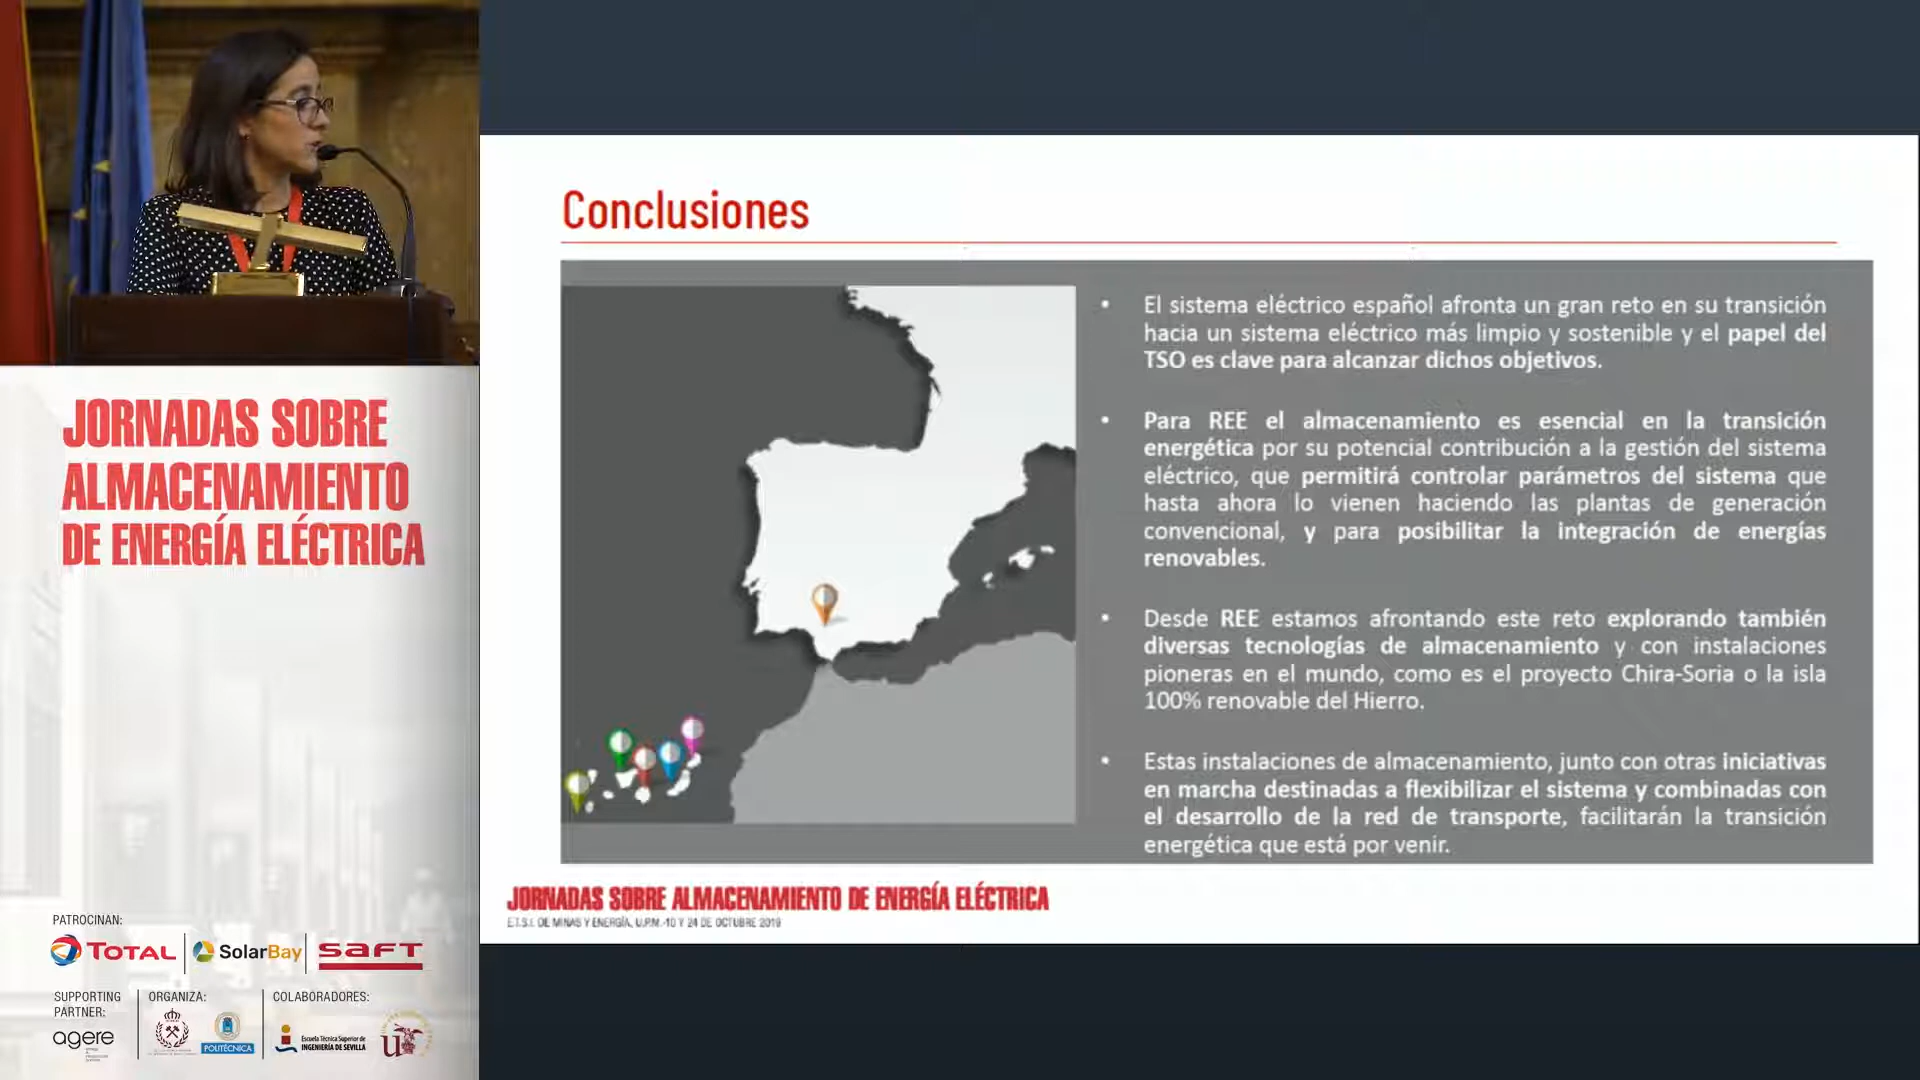 JORNADAS SOBRE
ALMACENAMIENTO
DE ENERGÍA ELÉCTRICA
PATROCINAN:
TOTAL
SolarBay
SAFT
SUPPORTING
PARTNER:
agere
ORGANIZA:
POLITÉCNICA
COLABORADORES:
Escuela Técnica Superior de
INGENIERÍA DE SEVILLA
Conclusiones
• El sistema eléctrico español afronta un gran reto en su transición
hacia un sistema eléctrico más limpio y sostenible y el papel del
TSO es clave para alcanzar dichos objetivos.
• Para REE el almacenamiento es esencial en la transición
energética por su potencial contribución a la gestión del sistema
eléctrico, que permitirá controlar parámetros del sistema que
hasta ahora lo vienen haciendo las plantas de generación
convencional, y para posibilitar la integración de energías
renovables.
• Desde REE estamos afrontando este reto explorando también
diversas tecnologías de almacenamiento y con instalaciones
pioneras en el mundo, como es el proyecto Chira-Soria o la isla
100% renovable del Hierro.
• Estas instalaciones de almacenamiento, junto con otras iniciativas
en marcha destinadas a flexibilizar el sistema y combinadas con
el desarrollo de la red de transporte, facilitarán la transición
energética que está por venir.
JORNADAS SOBRE ALMACENAMIENTO DE ENERGÍA ELÉCTRICA
E.T.S.I. DE MINAS Y ENERGÍA, U.P.M.-10 Y 24 DE OCTUBRE 2019